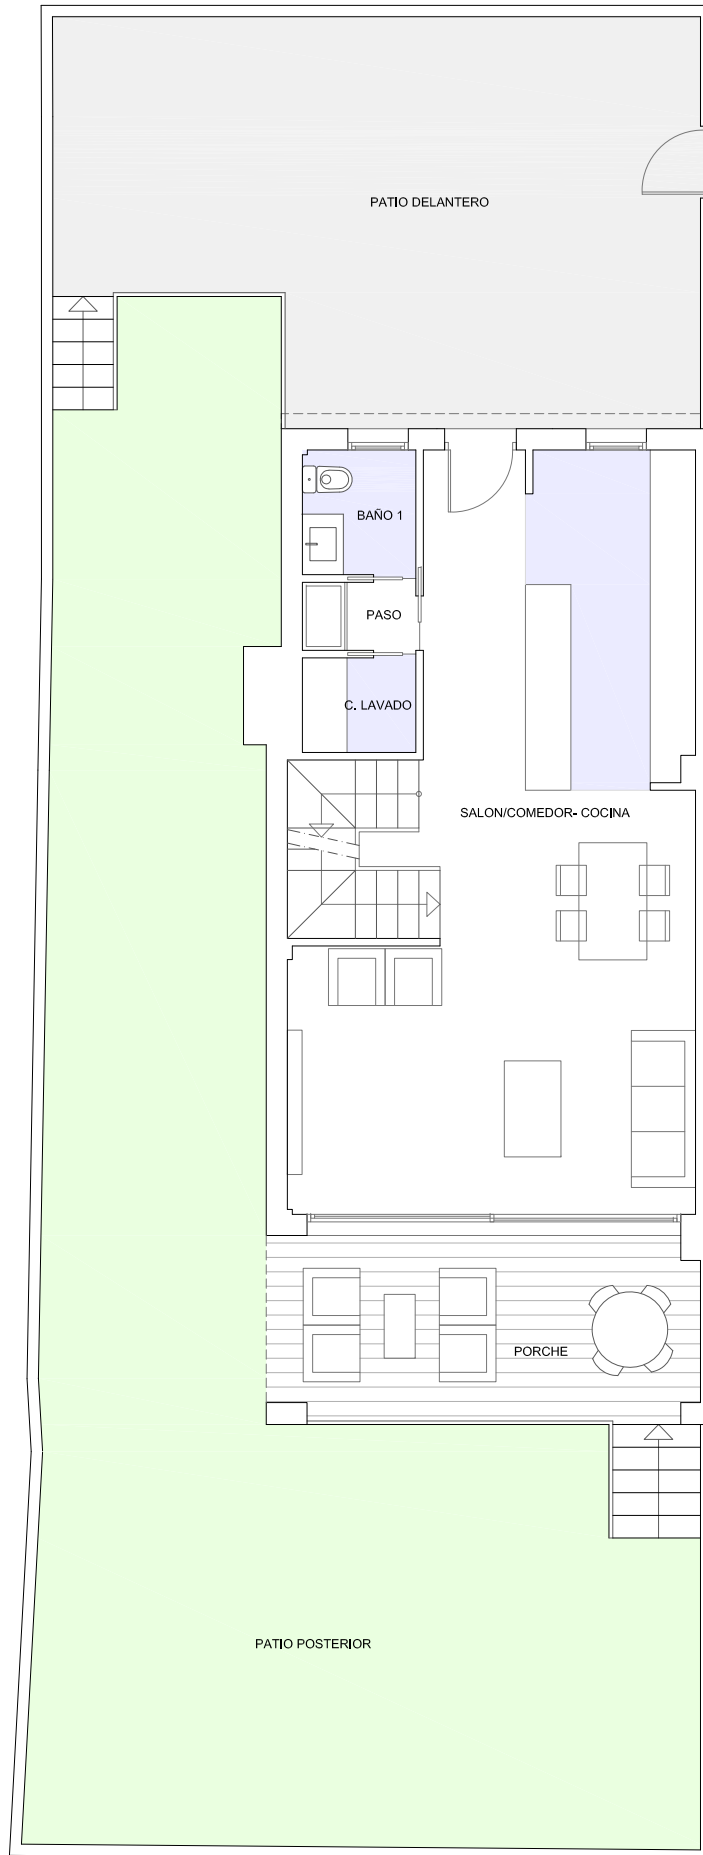 PATIO DELANTERO
BAÑO 1
PASO
C. LAVADO
SALON/COMEDOR- COCINA
PORCHE
PATIO POSTERIOR